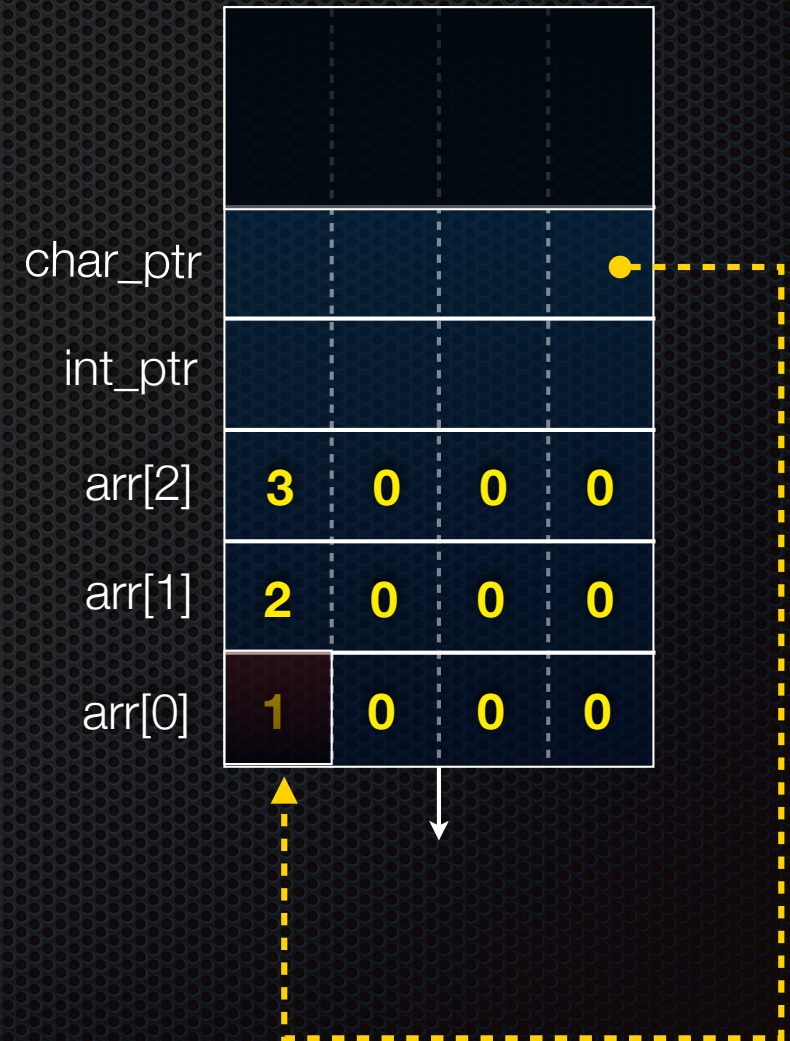 char_ptr
int_ptr
arr[2] 3 0 0 0
arr[1] 2 0 0 0
arr[0] 1 0 0 0